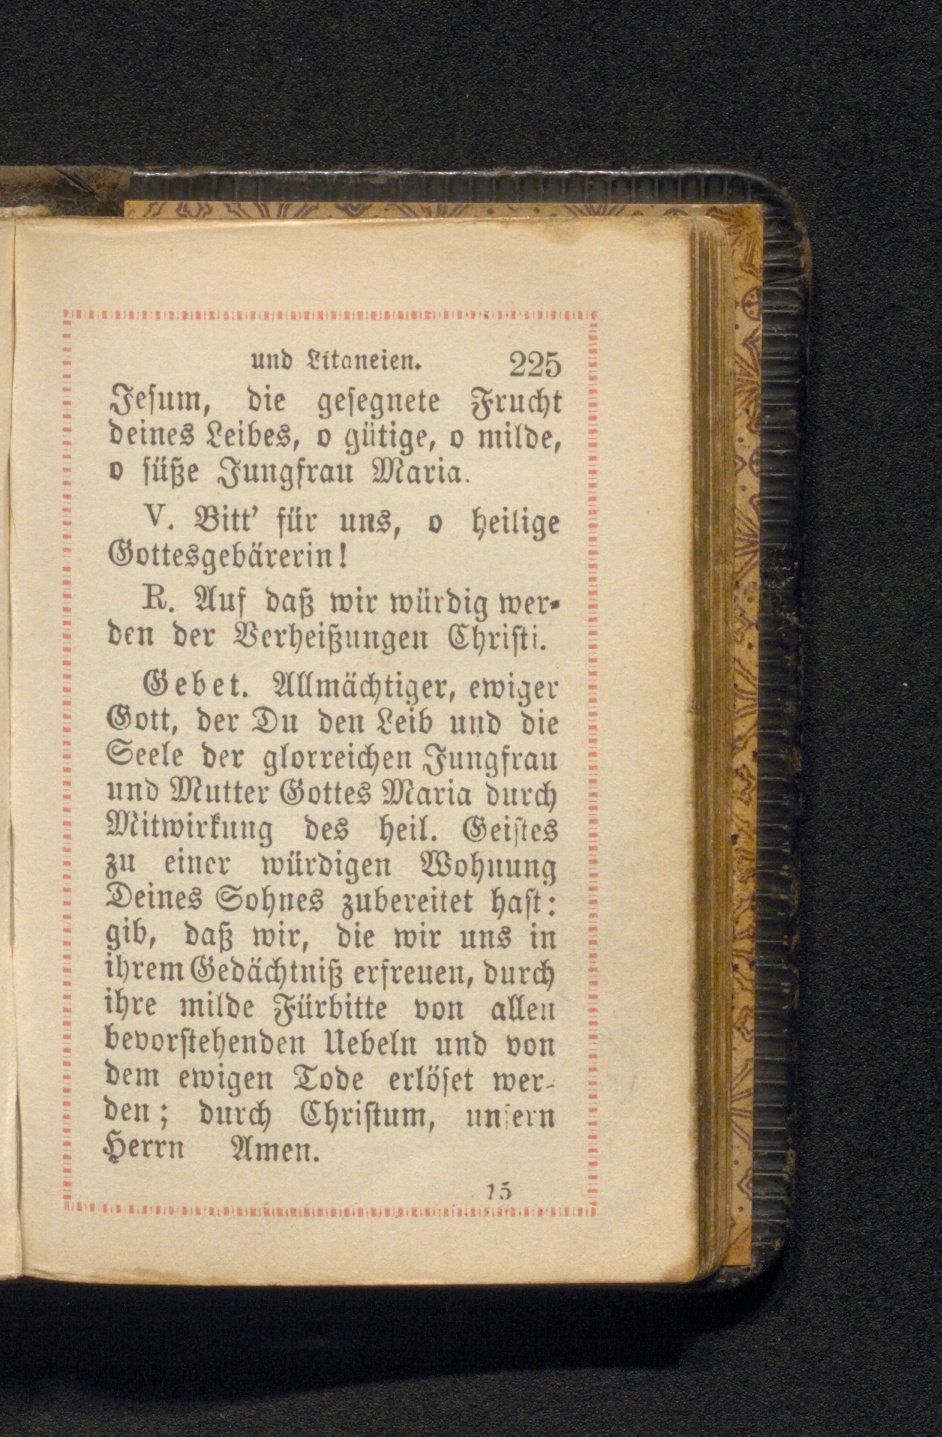 und Litaneien. 225
Jesum, die gesegnete Frucht
deines Leibes, o gütige, o milde,
o süße Jungfrau Maria.
V. Bitt' für uns, o heilige
Gottesgebärerin!
R. Auf daß wir würdig wer-
den der Verheißungen Christi.
Gebet. Allmächtiger, ewiger
Gott, der Du den Leib und die
Seele der glorreichen Jungfrau
und Mutter Gottes Maria durch
Mitwirkung des heil. Geistes
zu einer würdigen Wohnung
Deines Sohnes zubereitet hast:
gib, daß wir, die wir uns in
ihrem Gedächtniß erfreuen, durch
ihre milde Fürbitte von allen
bevorstehenden Uebeln und von
dem ewigen Tode erlöset wer-
den; durch Christum, unsern
Herrn Amen.
15